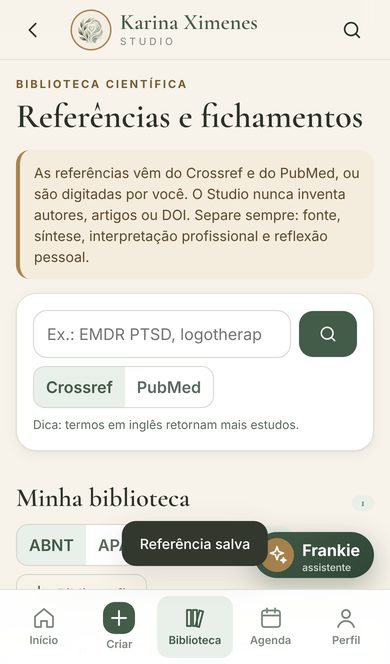 Karina Ximenes
STUDIO
BIBLIOTECA CIENTÍFICA
Referências e fichamentos
As referências vêm do Crossref e do PubMed, ou
são digitadas por você. O Studio nunca inventa
autores, artigos ou DOI. Separe sempre: fonte,
síntese, interpretação profissional e reflexão
pessoal.
Ex.: EMDR PTSD, logotherap
Crossref PubMed
Dica: termos em inglês retornam mais estudos.
Minha biblioteca
1
ABNT
Referência salva
Frankie
assistente
Início
Criar
Biblioteca
Agenda
Perfil